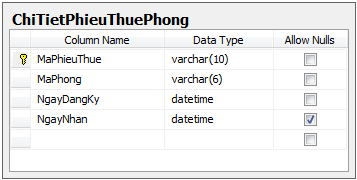 ChiTietPhieuThuePhong
Column Name Data Type Allow Nulls
MaPhieuThue varchar(10)
MaPhong varchar(6)
NgayDangKy datetime
NgayNhan datetime